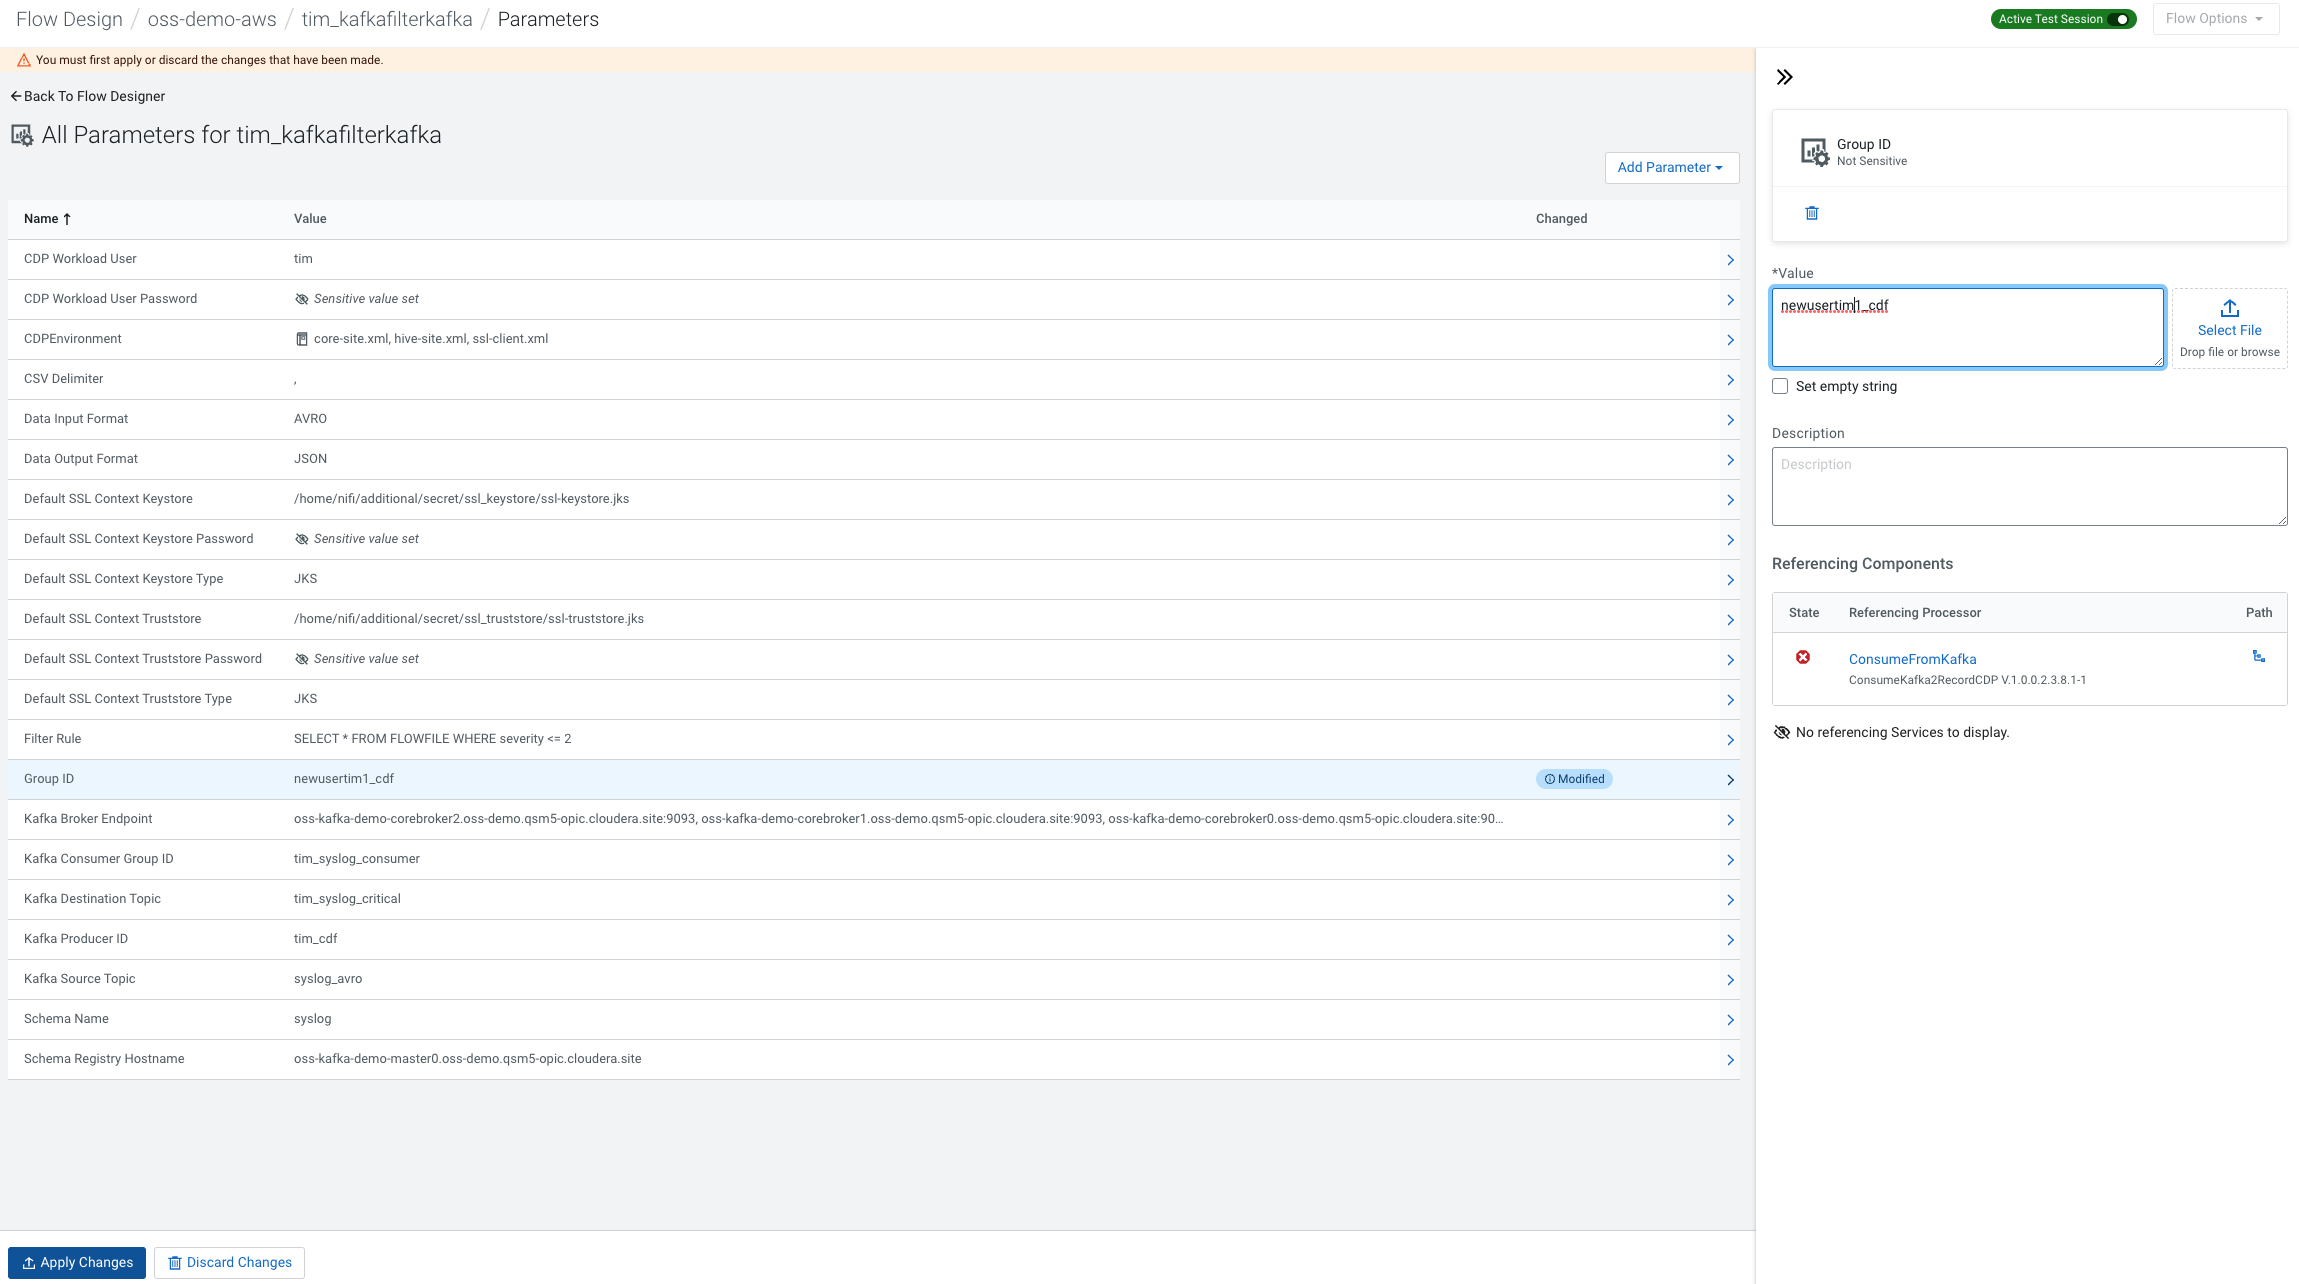 Flow Design / oss-demo-aws / tim_kafkafilterkafka / Parameters
Active Test Session
Flow Options
You must first apply or discard the changes that have been made.
Back To Flow Designer
All Parameters for tim_kafkafilterkafka
Add Parameter
Name Value Changed
CDP Workload User tim
CDP Workload User Password Sensitive value set
CDPEnvironment core-site.xml, hive-site.xml, ssl-client.xml
CSV Delimiter ,
Data Input Format AVRO
Data Output Format JSON
Default SSL Context Keystore /home/nifi/additional/secret/ssl_keystore/ssl-keystore.jks
Default SSL Context Keystore Password Sensitive value set
Default SSL Context Keystore Type JKS
Default SSL Context Truststore /home/nifi/additional/secret/ssl_truststore/ssl-truststore.jks
Default SSL Context Truststore Password Sensitive value set
Default SSL Context Truststore Type JKS
Filter Rule SELECT * FROM FLOWFILE WHERE severity <= 2
Group ID newusertim1_cdf Modified
Kafka Broker Endpoint oss-kafka-demo-corebroker2.oss-demo.qsm5-opic.cloudera.site:9093, oss-kafka-demo-corebroker1.oss-demo.qsm5-opic.cloudera.site:9093, oss-kafka-demo-corebroker0.oss-demo.qsm5-opic.cloudera.site:90...
Kafka Consumer Group ID tim_syslog_consumer
Kafka Destination Topic tim_syslog_critical
Kafka Producer ID tim_cdf
Kafka Source Topic syslog_avro
Schema Name syslog
Schema Registry Hostname oss-kafka-demo-master0.oss-demo.qsm5-opic.cloudera.site
Apply Changes
Discard Changes
Group ID
Not Sensitive
*Value
newusertim1_cdf
Select File
Drop file or browse
Set empty string
Description
Description
Referencing Components
State Referencing Processor Path
ConsumeFromKafka
ConsumeKafka2RecordCDP V.1.0.0.2.3.8.1-1
No referencing Services to display.